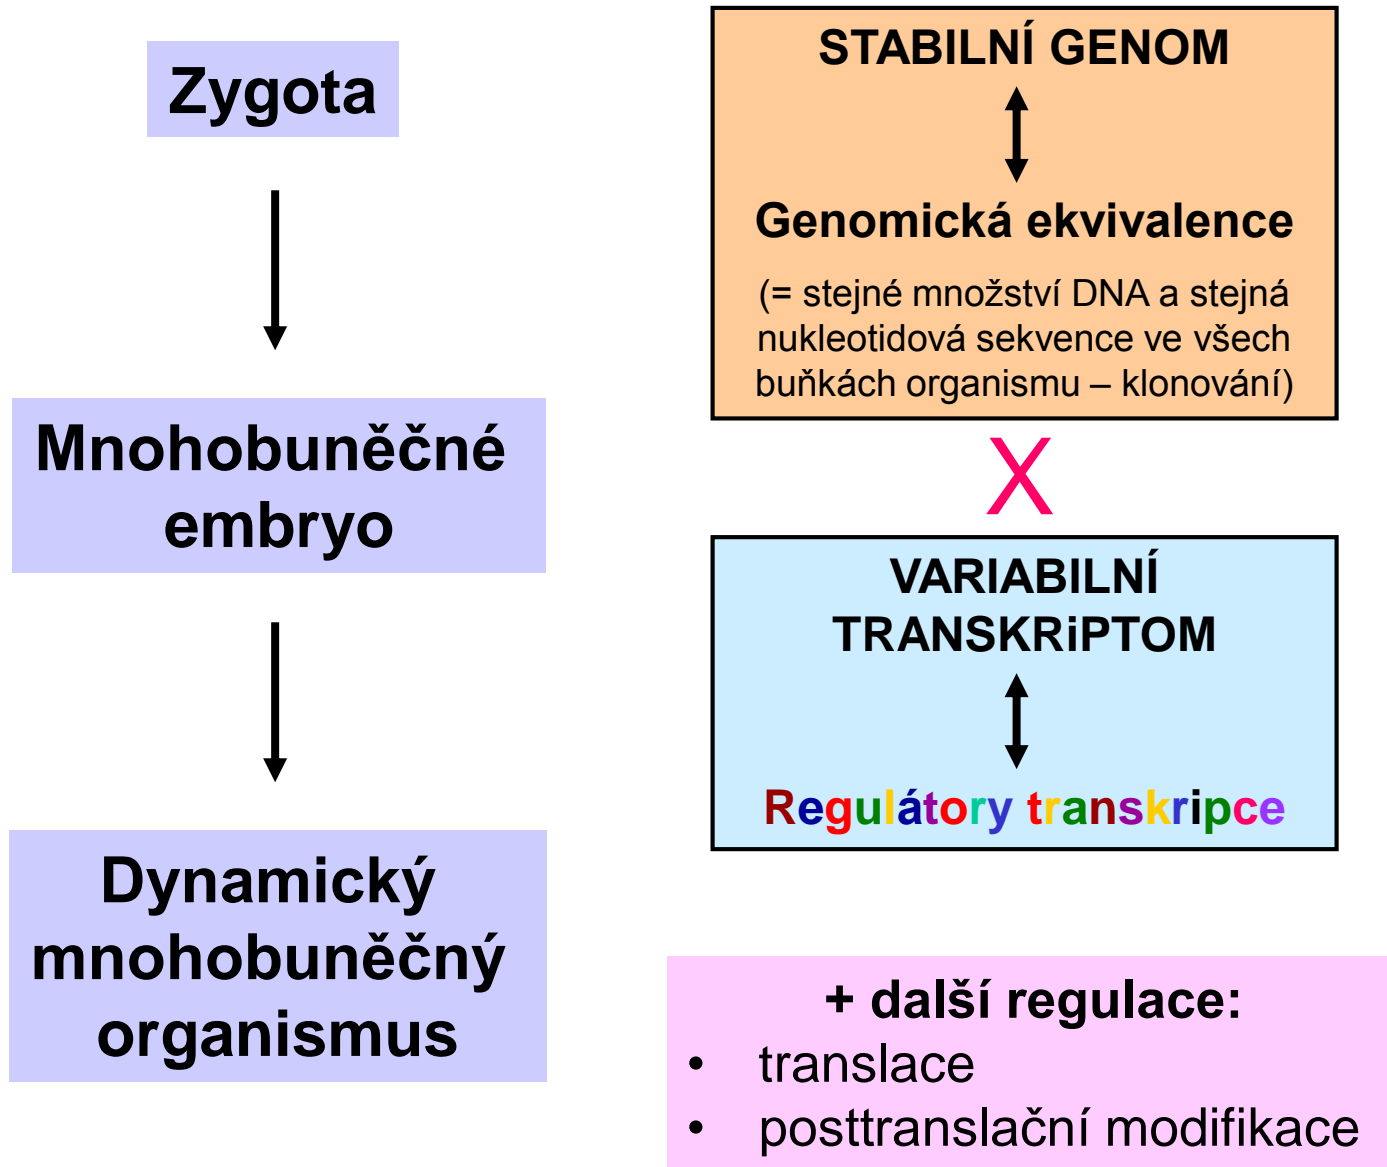 Zygota
Mnohobuněčné
embryo
Dynamický
mnohobuněčný
organismus
STABILNÍ GENOM
Genomická ekvivalence
(= stejné množství DNA a stejná
nukleotidová sekvence ve všech
buňkách organismu – klonování)
X
VARIABILNÍ
TRANSKRiPTOM
Regulátory transkripce
+ další regulace:
• translace
• posttranslační modifikace